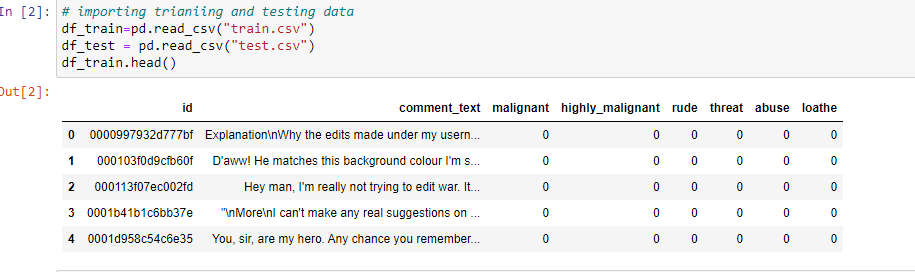 In [2]: # importing trianiing and testing data
df_train=pd.read_csv("train.csv")
df_test = pd.read_csv("test.csv")
df_train.head()
Out[2]:
id comment_text malignant highly_malignant rude threat abuse loathe
0 0000997932d777bf Explanation\nWhy the edits made under my usern... 0 0 0 0 0 0
1 000103f0d9cfb60f D'aww! He matches this background colour I'm s... 0 0 0 0 0 0
2 000113f07ec002fd Hey man, I'm really not trying to edit war. It... 0 0 0 0 0 0
3 0001b41b1c6bb37e "\nMore\nI can't make any real suggestions on ... 0 0 0 0 0 0
4 0001d958c54c6e35 You, sir, are my hero. Any chance you remember... 0 0 0 0 0 0